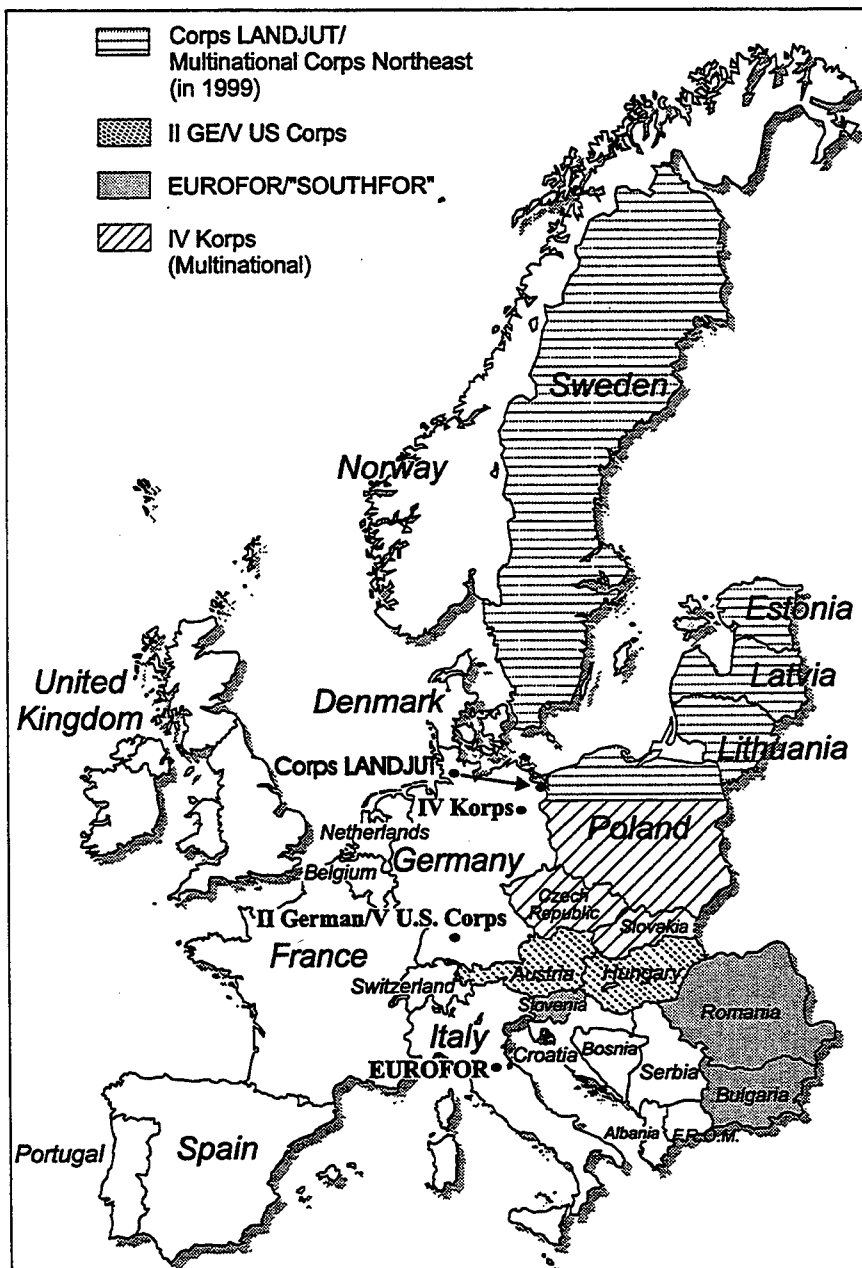 Corps LANDJUT/
Multinational Corps Northeast
(in 1999)
II GE/V US Corps
EUROFOR/"SOUTHFOR"
IV Korps
(Multinational)
Sweden
Norway
Estonia
Latvia
Lithuania
United
Kingdom
Denmark
Corps LANDJUT
IV Korps
Netherlands
Poland
Belgium
Germany
Czech
Republic
Slovakia
II German/V U.S. Corps
France
Switzerland
Austria
Hungary
Slovenia
Romania
Italy
Croatia
Bosnia
Serbia
EUROFOR
Bulgaria
Albania
F.R.O.M.
Portugal
Spain